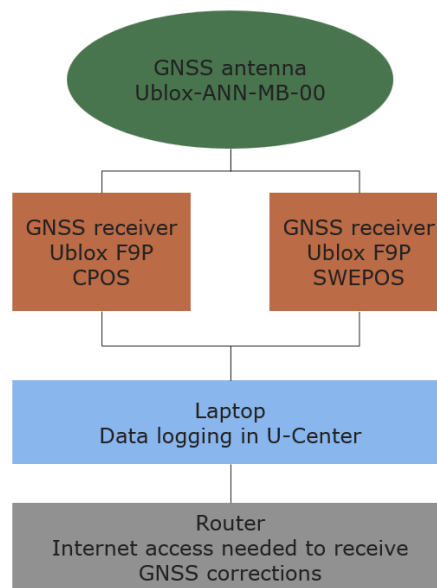 GNSS antenna
Ublox-ANN-MB-00
GNSS receiver
Ublox F9P
CPOS
GNSS receiver
Ublox F9P
SWEPOS
Laptop
Data logging in U-Center
Router
Internet access needed to receive
GNSS corrections